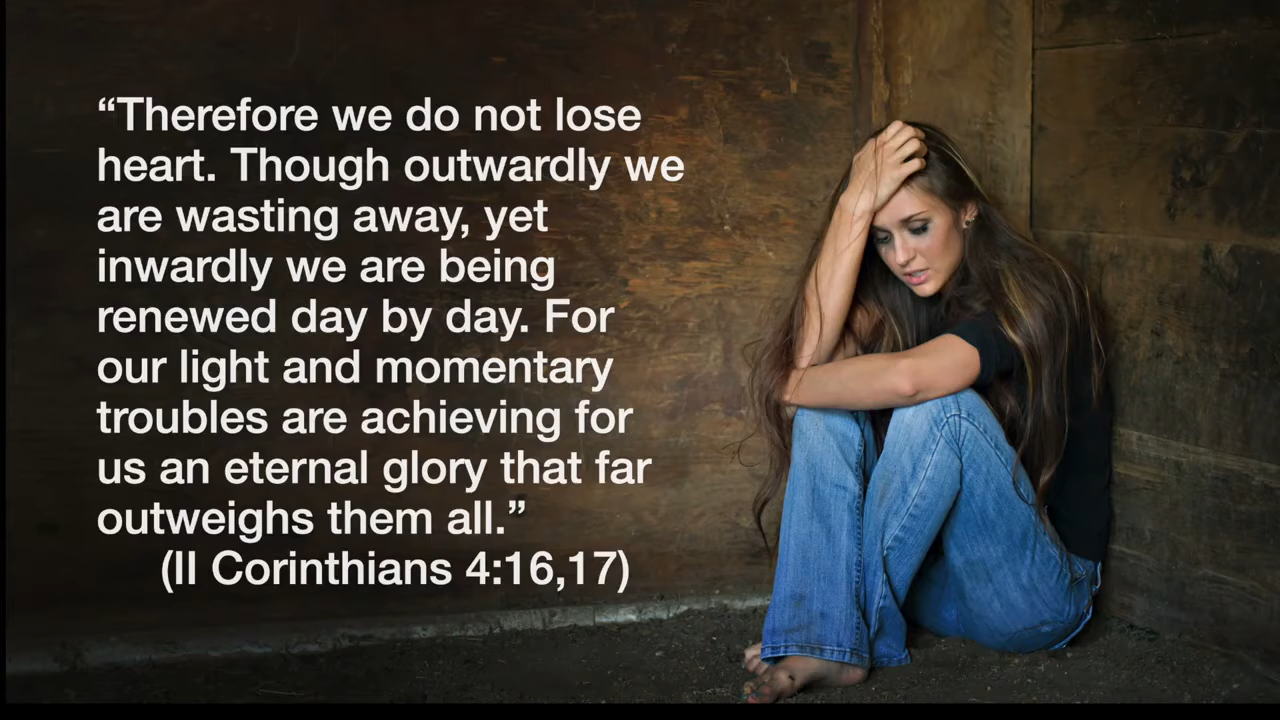 “Therefore we do not lose
heart. Though outwardly we
are wasting away, yet
inwardly we are being
renewed day by day. For
our light and momentary
troubles are achieving for
us an eternal glory that far
outweighs them all.”
(II Corinthians 4:16,17)